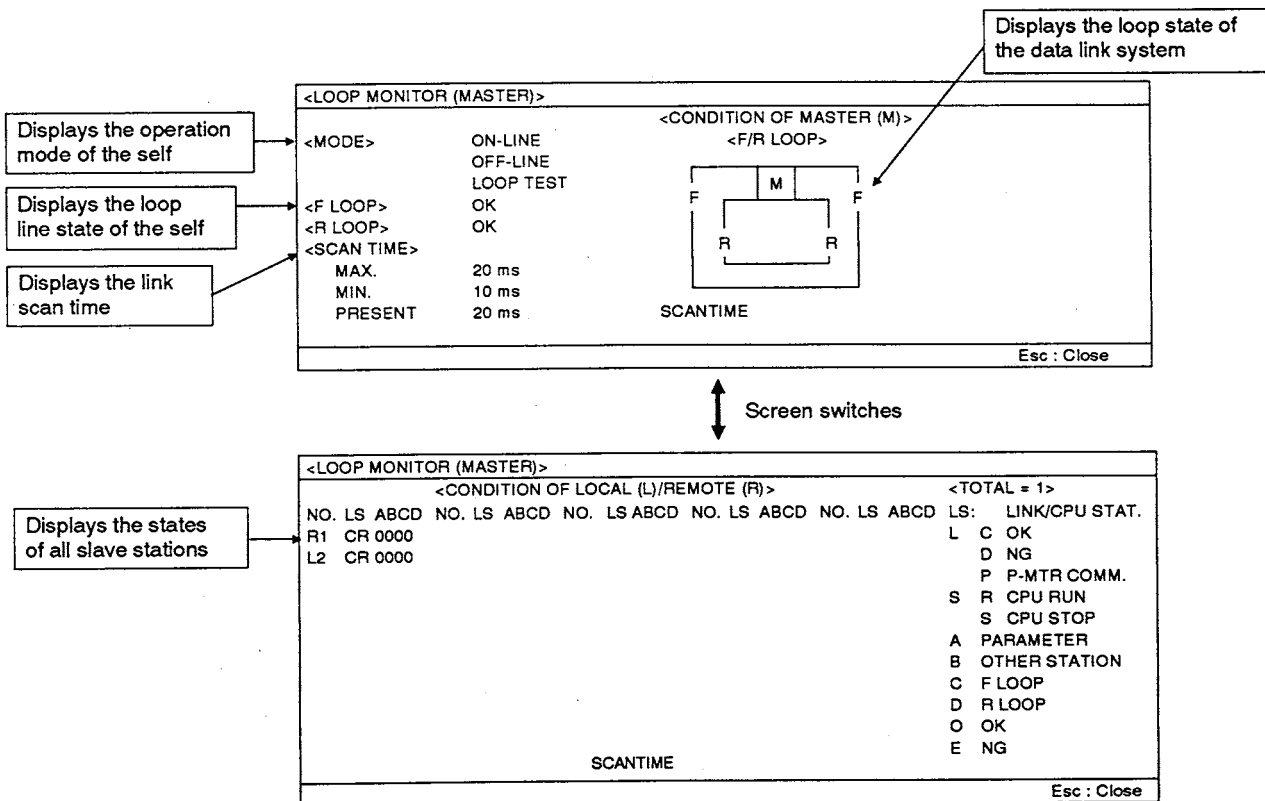 Displays the loop state of
the data link system
<LOOP MONITOR (MASTER)>
<CONDITION OF MASTER (M)>
Displays the operation
mode of the self
<MODE> ON-LINE <F/R LOOP>
OFF-LINE
LOOP TEST
M
F F
Displays the loop
line state of the self
<F LOOP> OK
<R LOOP> OK
R R
<SCAN TIME>
Displays the link
scan time
MAX. 20 ms
MIN. 10 ms
PRESENT 20 ms SCANTIME
Esc : Close
Screen switches
<LOOP MONITOR (MASTER)>
<CONDITION OF LOCAL (L)/REMOTE (R)> <TOTAL = 1>
NO. LS ABCD NO. LS ABCD NO. LS ABCD NO. LS ABCD NO. LS ABCD LS: LINK/CPU STAT.
Displays the states
of all slave stations
R1 CR 0000 L C OK
L2 CR 0000 D NG
P P-MTR COMM.
S R CPU RUN
S CPU STOP
A PARAMETER
B OTHER STATION
C F LOOP
D R LOOP
O OK
E NG
SCANTIME
Esc : Close